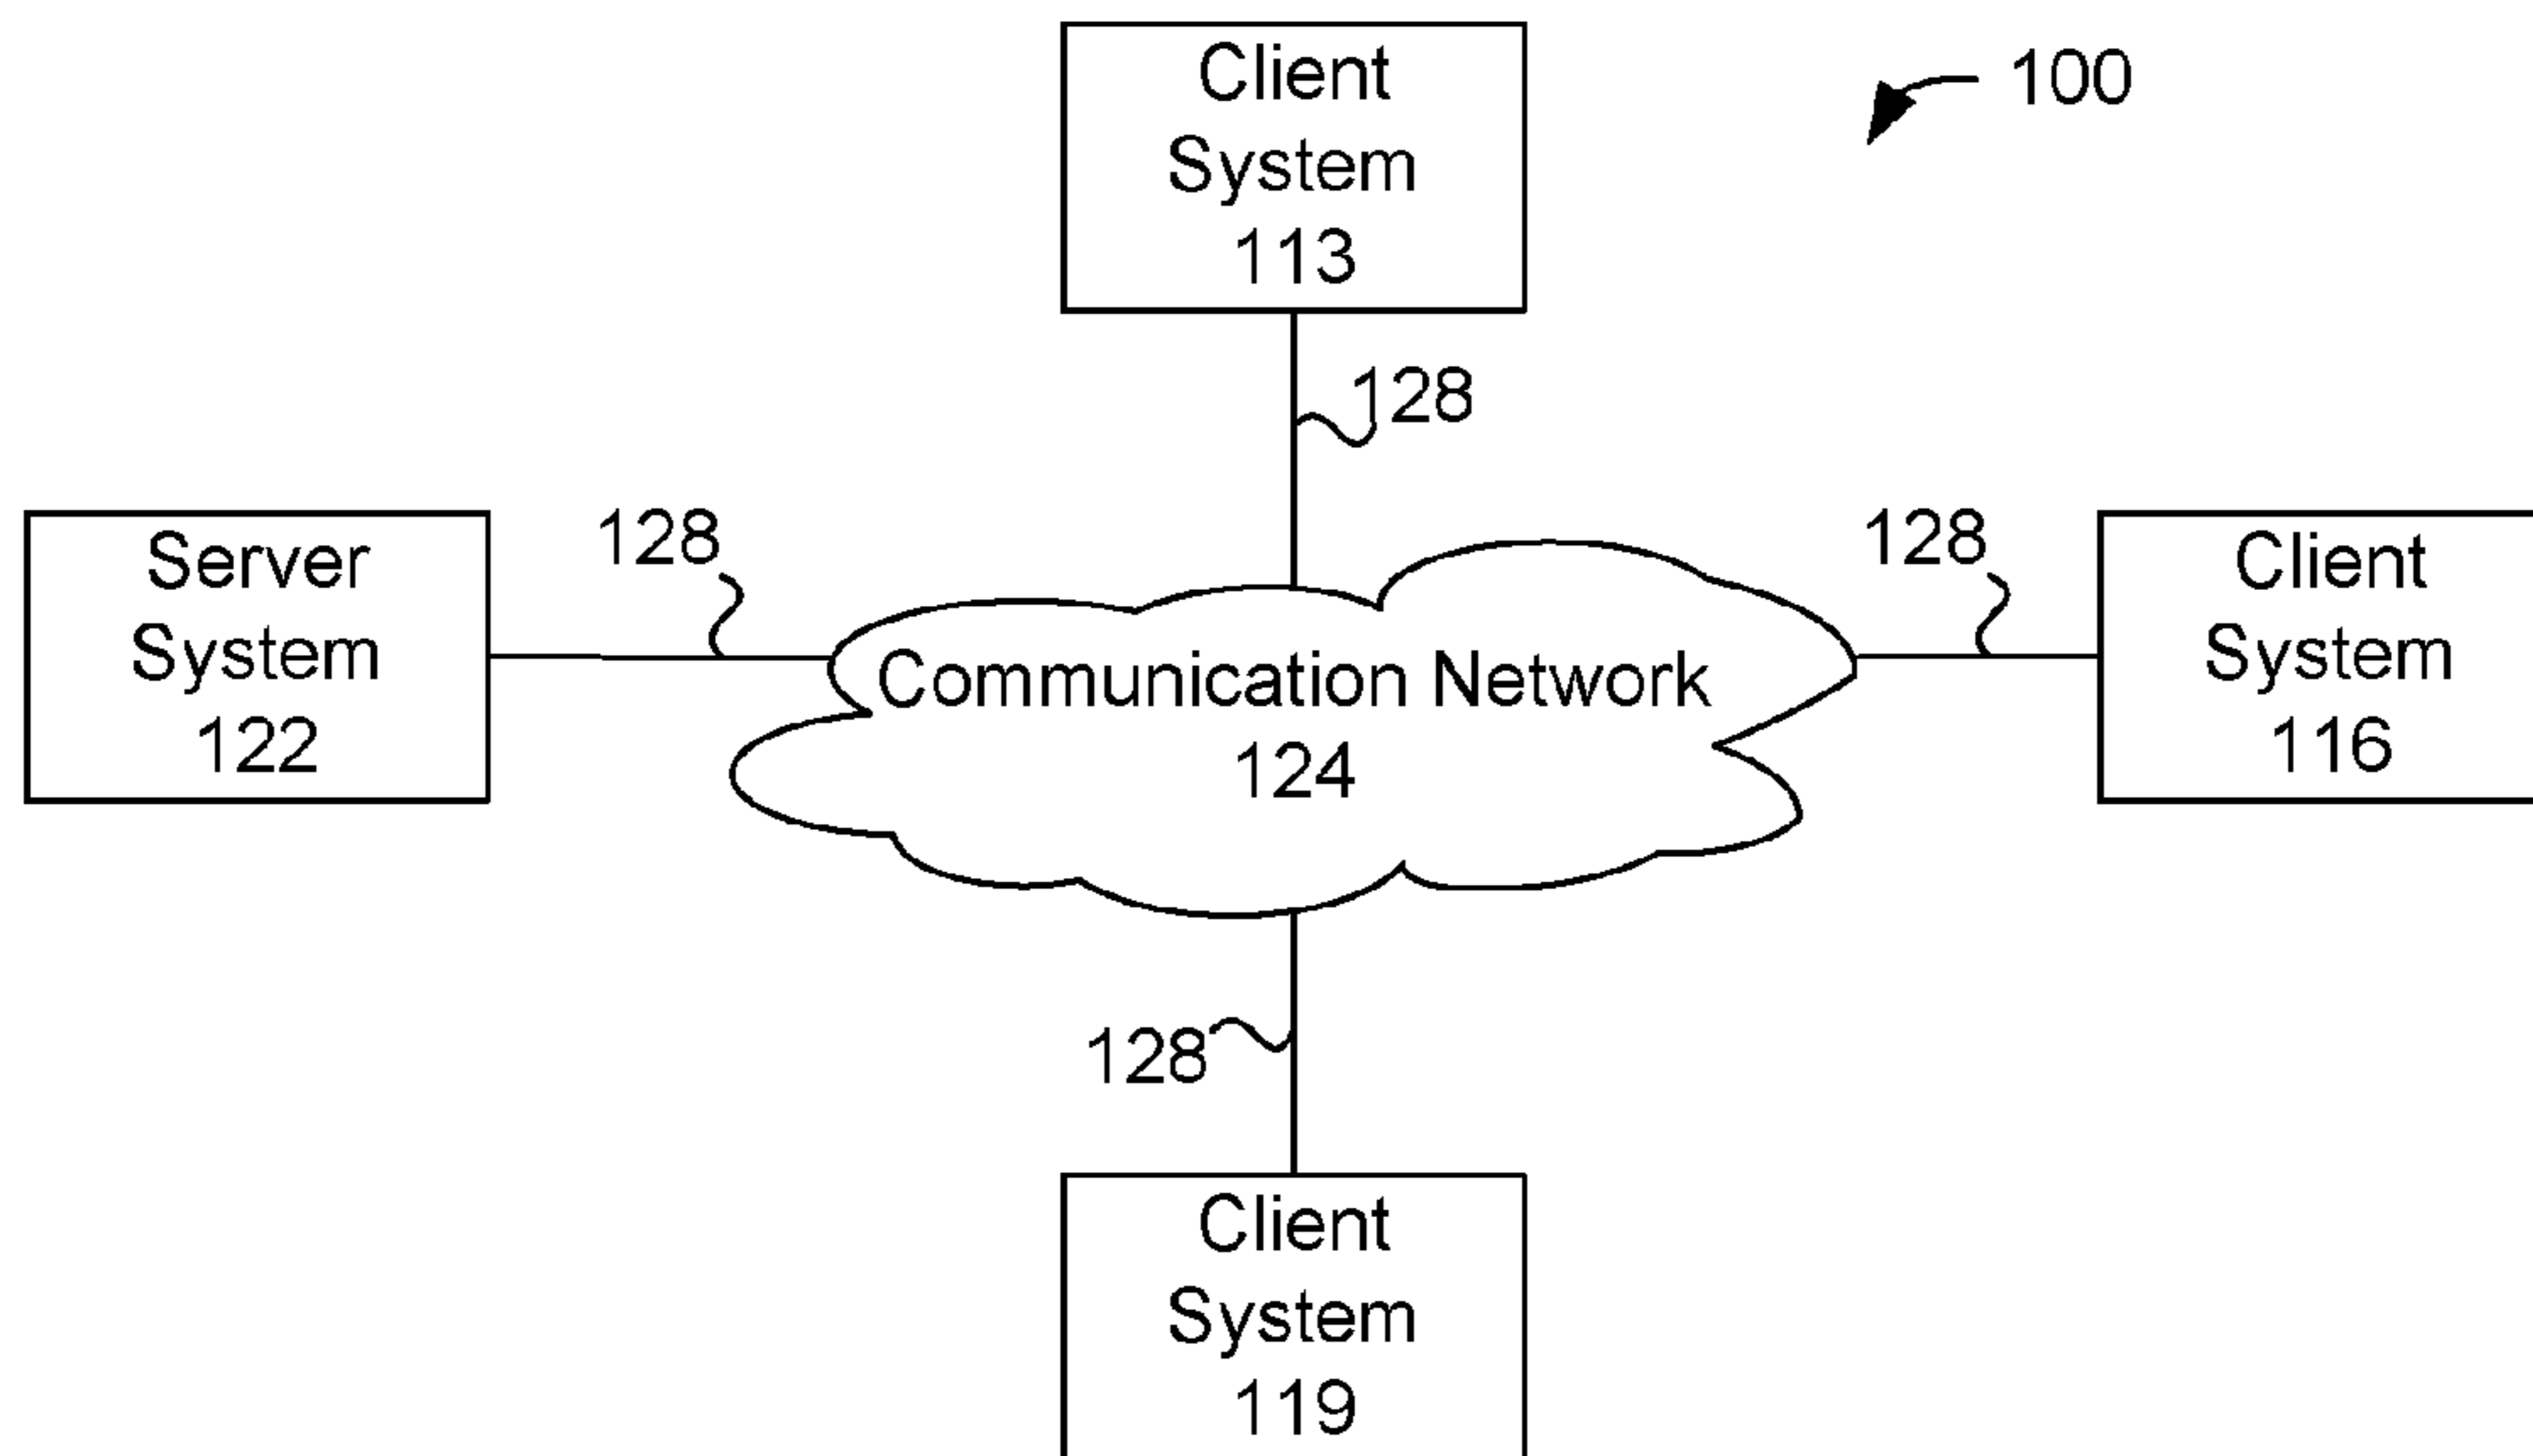 Client
System
113
100
128
Server
System
122
128
Communication Network
124
128
Client
System
116
128
Client
System
119